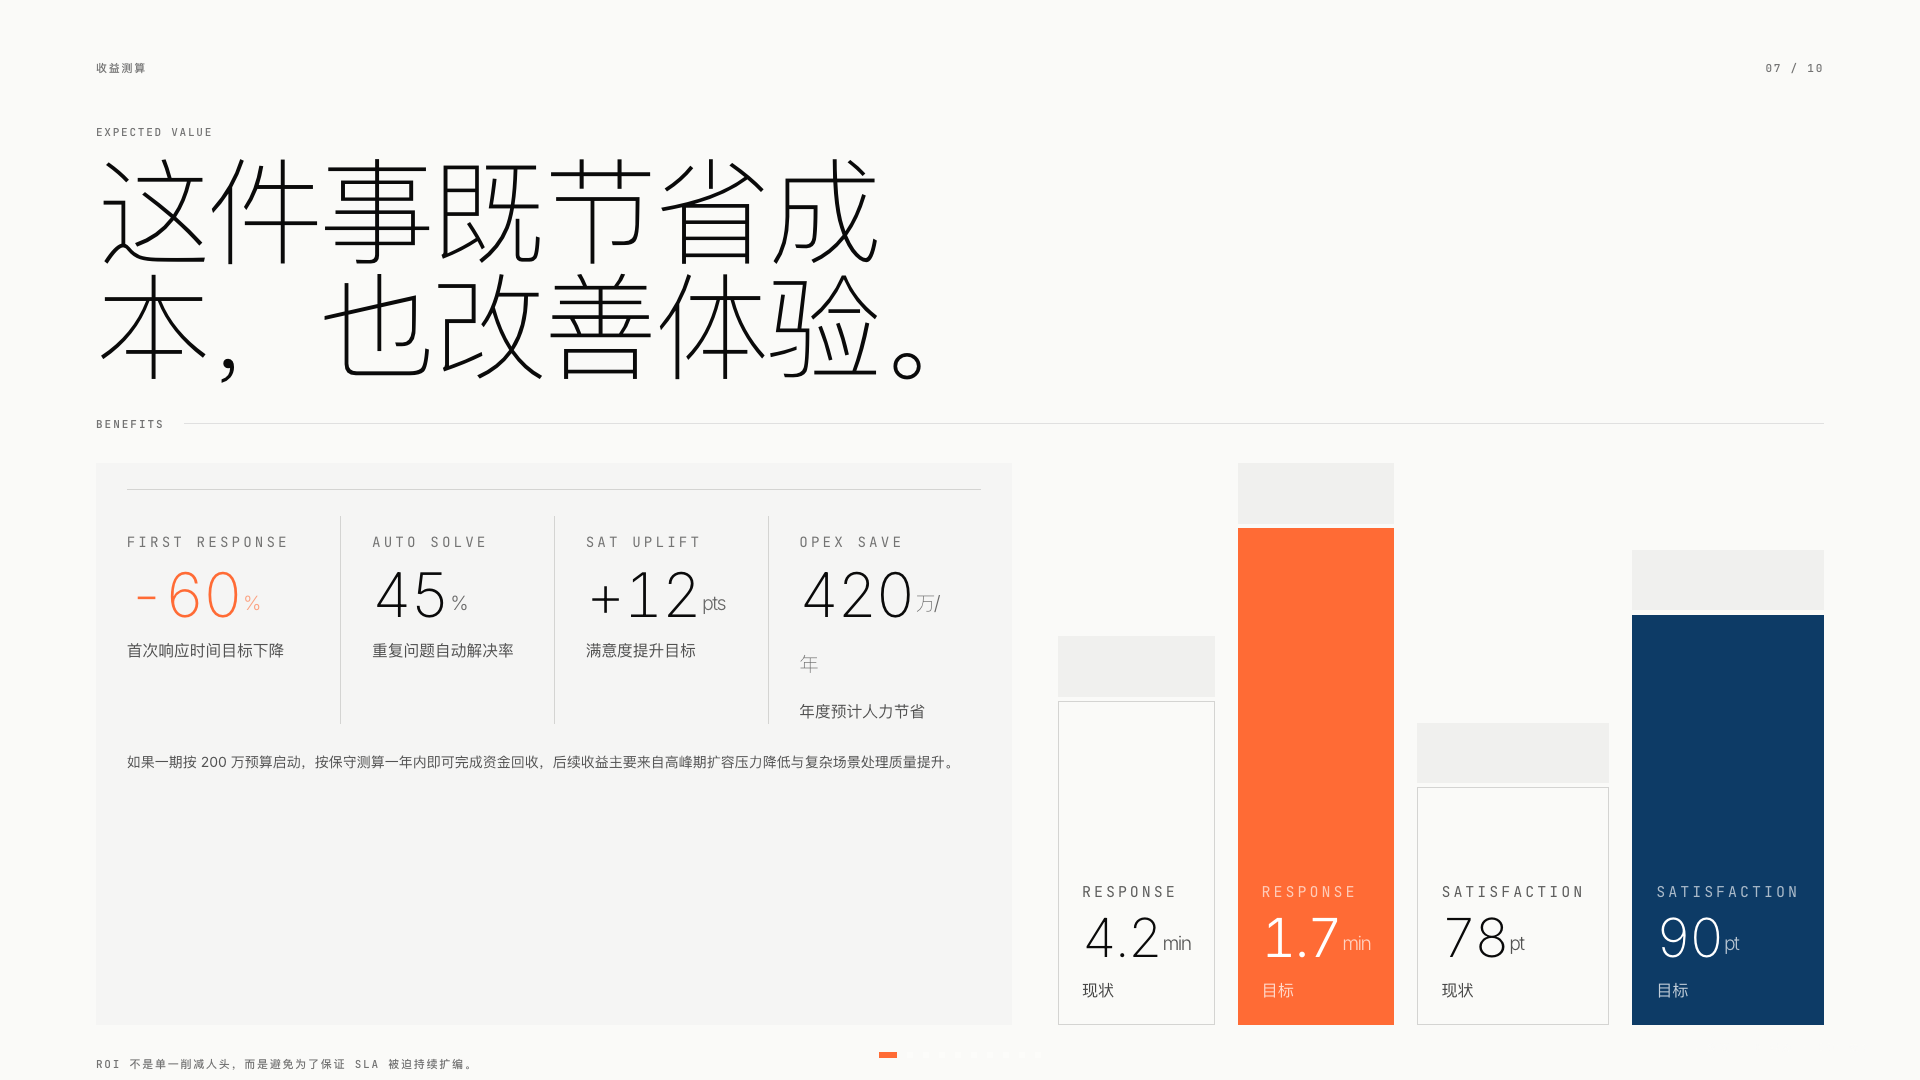 收益测算
07 / 10
EXPECTED VALUE
这件事既节省成
本，也改善体验。
BENEFITS
FIRST RESPONSE
-60%
首次响应时间目标下降
AUTO SOLVE
45%
重复问题自动解决率
SAT UPLIFT
+12pts
满意度提升目标
OPEX SAVE
420万/
年
年度预计人力节省
如果一期按 200 万预算启动，按保守测算一年内即可完成资金回收，后续收益主要来自高峰期扩容压力降低与复杂场景处理质量提升。
RESPONSE
4.2min
现状
RESPONSE
1.7min
目标
SATISFACTION
78pt
现状
SATISFACTION
90pt
目标
ROI 不是单一削减人头，而是避免为了保证 SLA 被迫持续扩编。